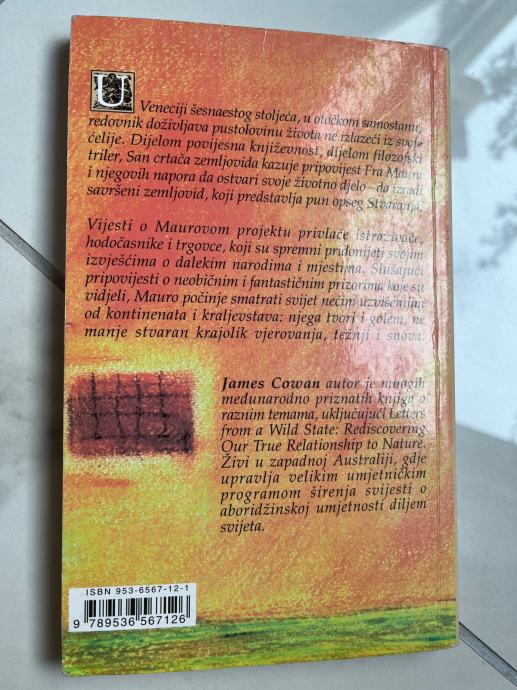 U Veneciji šesnaestog stoljeća, u otočkom samostanu,
redovnik doživljava pustolovinu života ne izlazeći iz svoje
ćelije. Dijelom povijesna književnost, dijelom filozofski
triler, San crtača zemljovida kazuje pripovijest Fra Maura
i njegovih napora da ostvari svoje životno djelo – da izradi
savršeni zemljovid, koji predstavlja pun opseg Stvaranja.
Vijesti o Maurovom projektu privlače istraživače,
hodočasnike i trgovce, koji su spremni pridonijeti svojim
izvješćima o dalekim narodima i mjestima. Slušajući
pripovijesti o neobičnim i fantastičnim prizorima koje su
vidjeli, Mauro počinje smatrati svijet nečim uzvišenijim
od kontinenata i kraljevstava: njega tvori i golem, ne
manje stvaran krajolik vjerovanja, težnji i snova.
James Cowan autor je mnogih
međunarodno priznatih knjiga o
raznim temama, uključujući Letters
from a Wild State: Rediscovering
Our True Relationship to Nature.
Živi u zapadnoj Australiji, gdje
upravlja velikim umjetničkim
programom širenja svijesti o
aboridžinskoj umjetnosti diljem
svijeta.
ISBN 953-6567-12-1
9 789536 567126